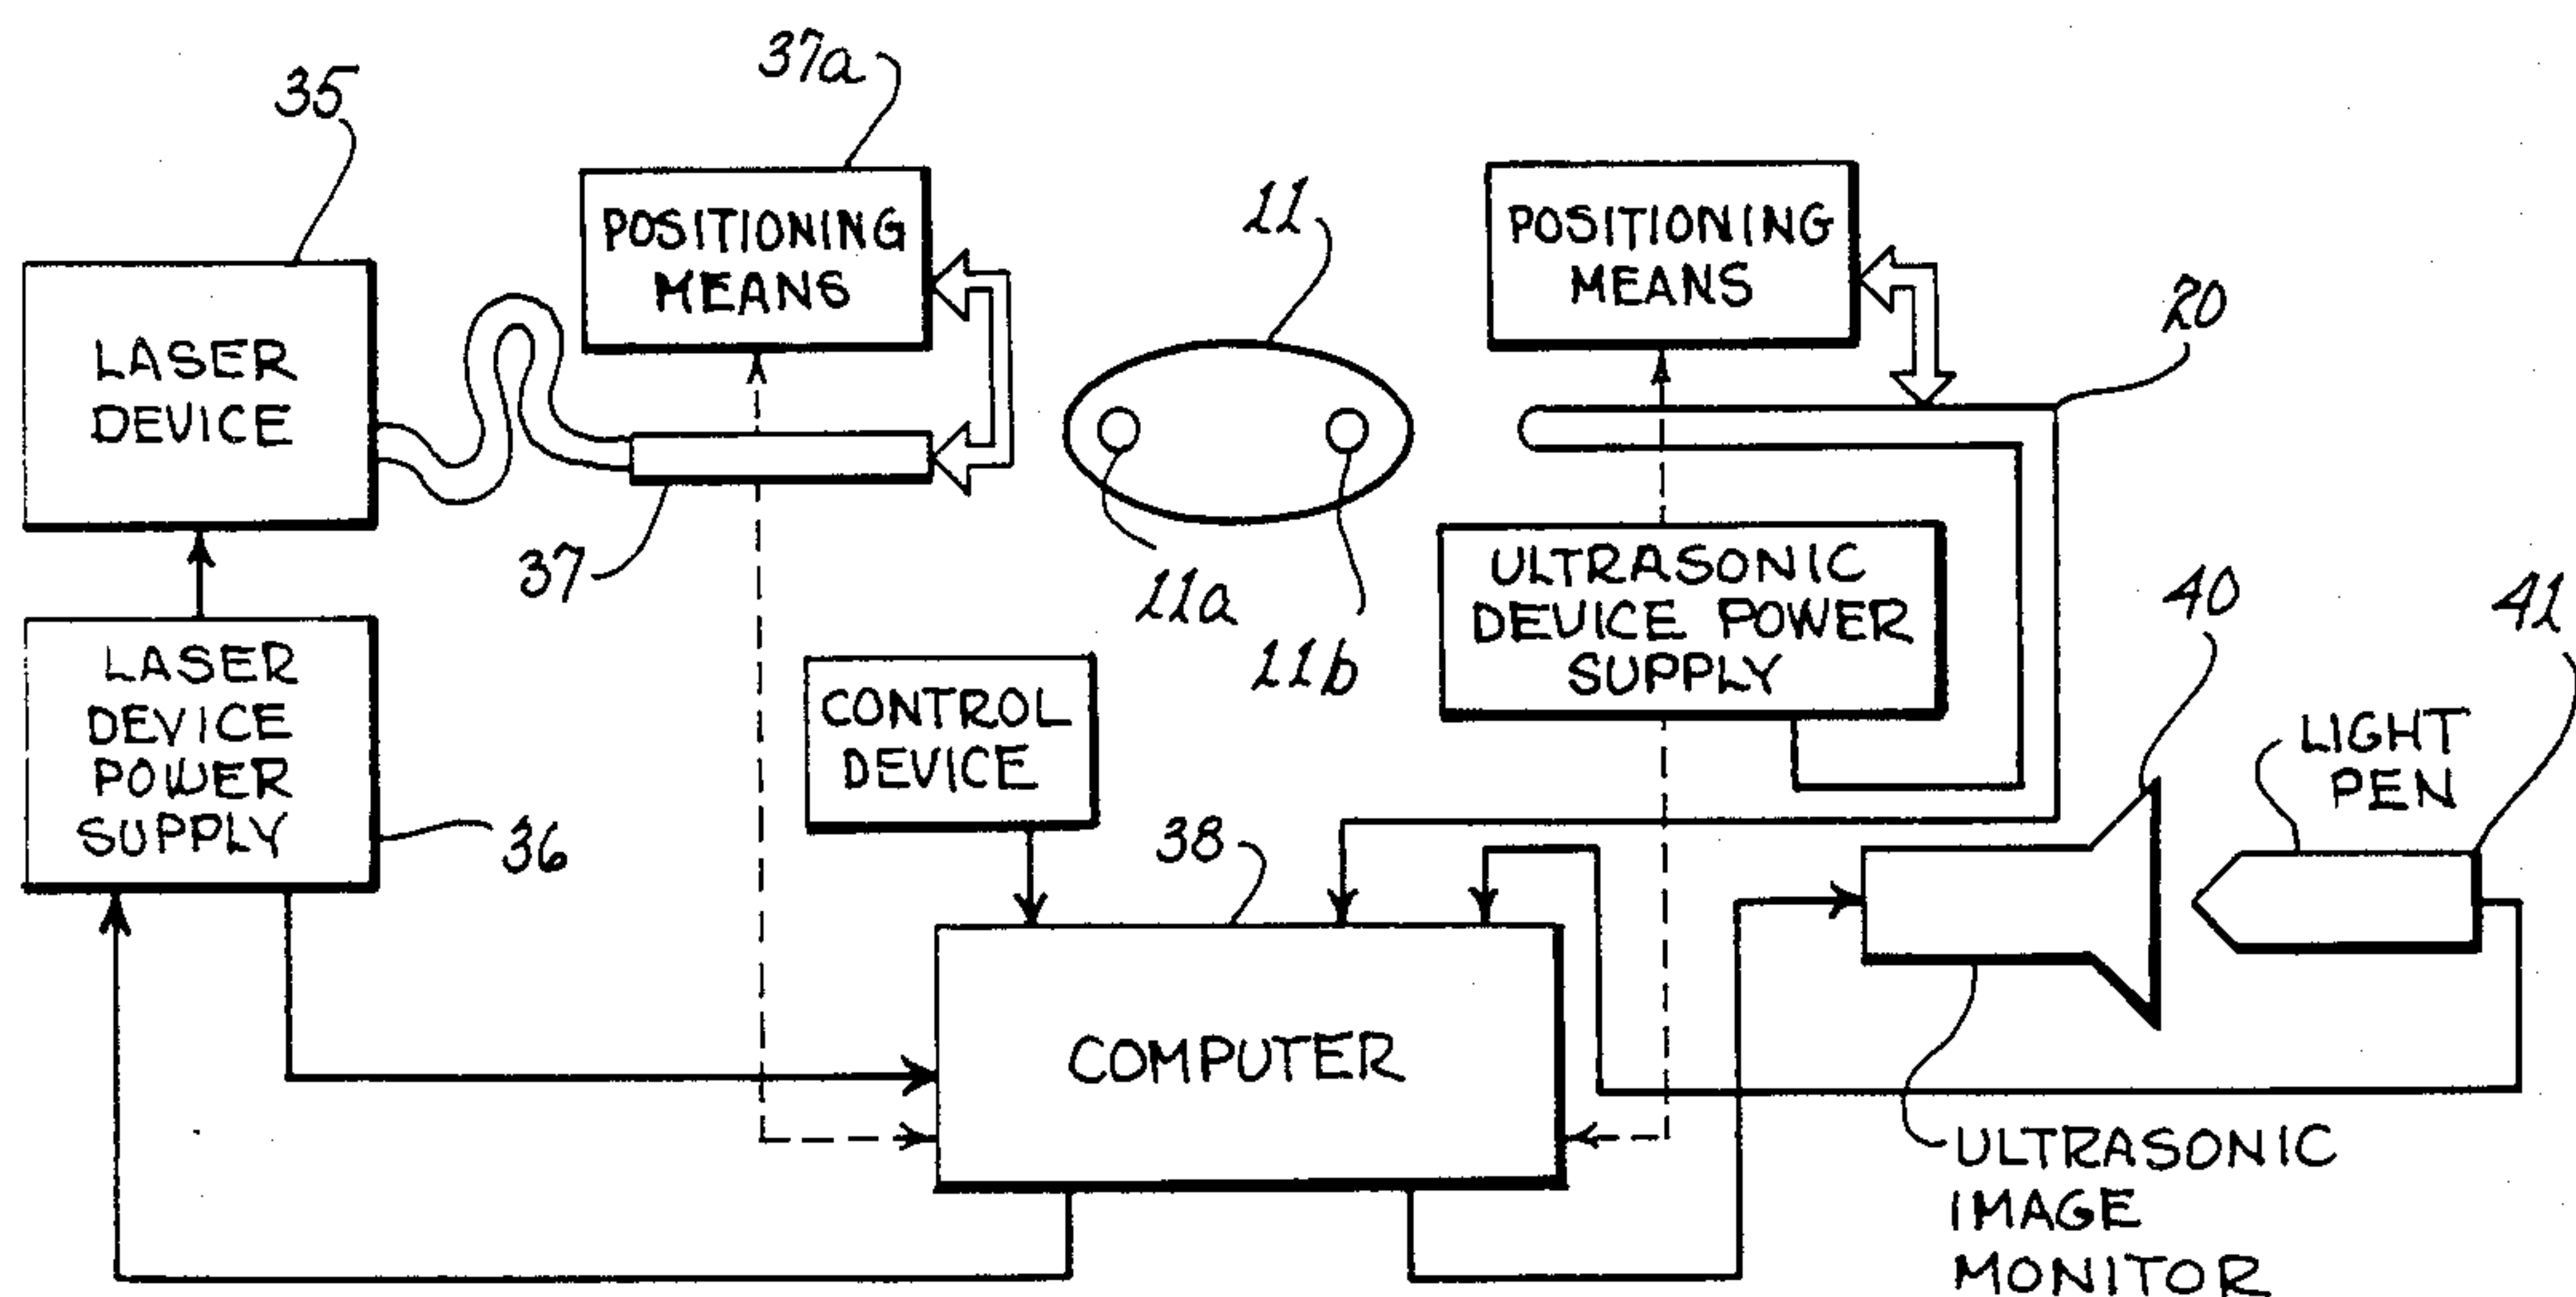 37a
35
11
20
POSITIONING
MEANS
POSITIONING
MEANS
LASER
DEVICE
37
11a
11b
ULTRASONIC
DEVICE POWER
SUPPLY
40
41
LASER
DEVICE
POWER
SUPPLY
36
CONTROL
DEVICE
38
LIGHT
PEN
COMPUTER
ULTRASONIC
IMAGE
MONITOR